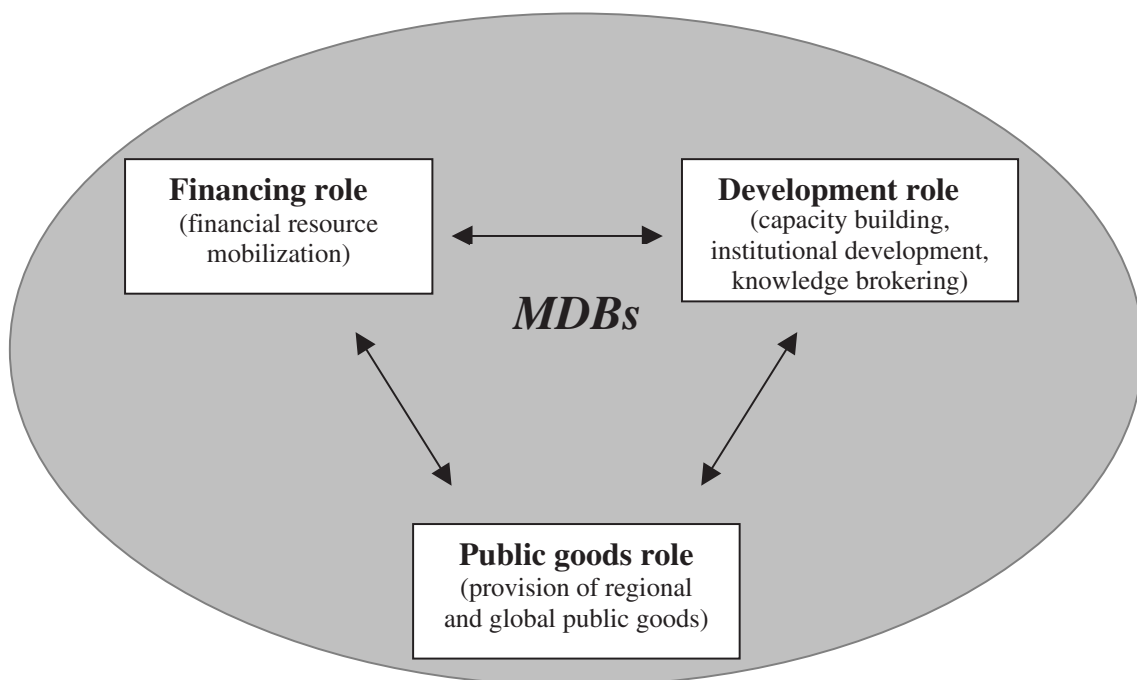 Financing role
(financial resource
mobilization)
Development role
(capacity building,
institutional development,
knowledge brokering)
MDBs
Public goods role
(provision of regional
and global public goods)